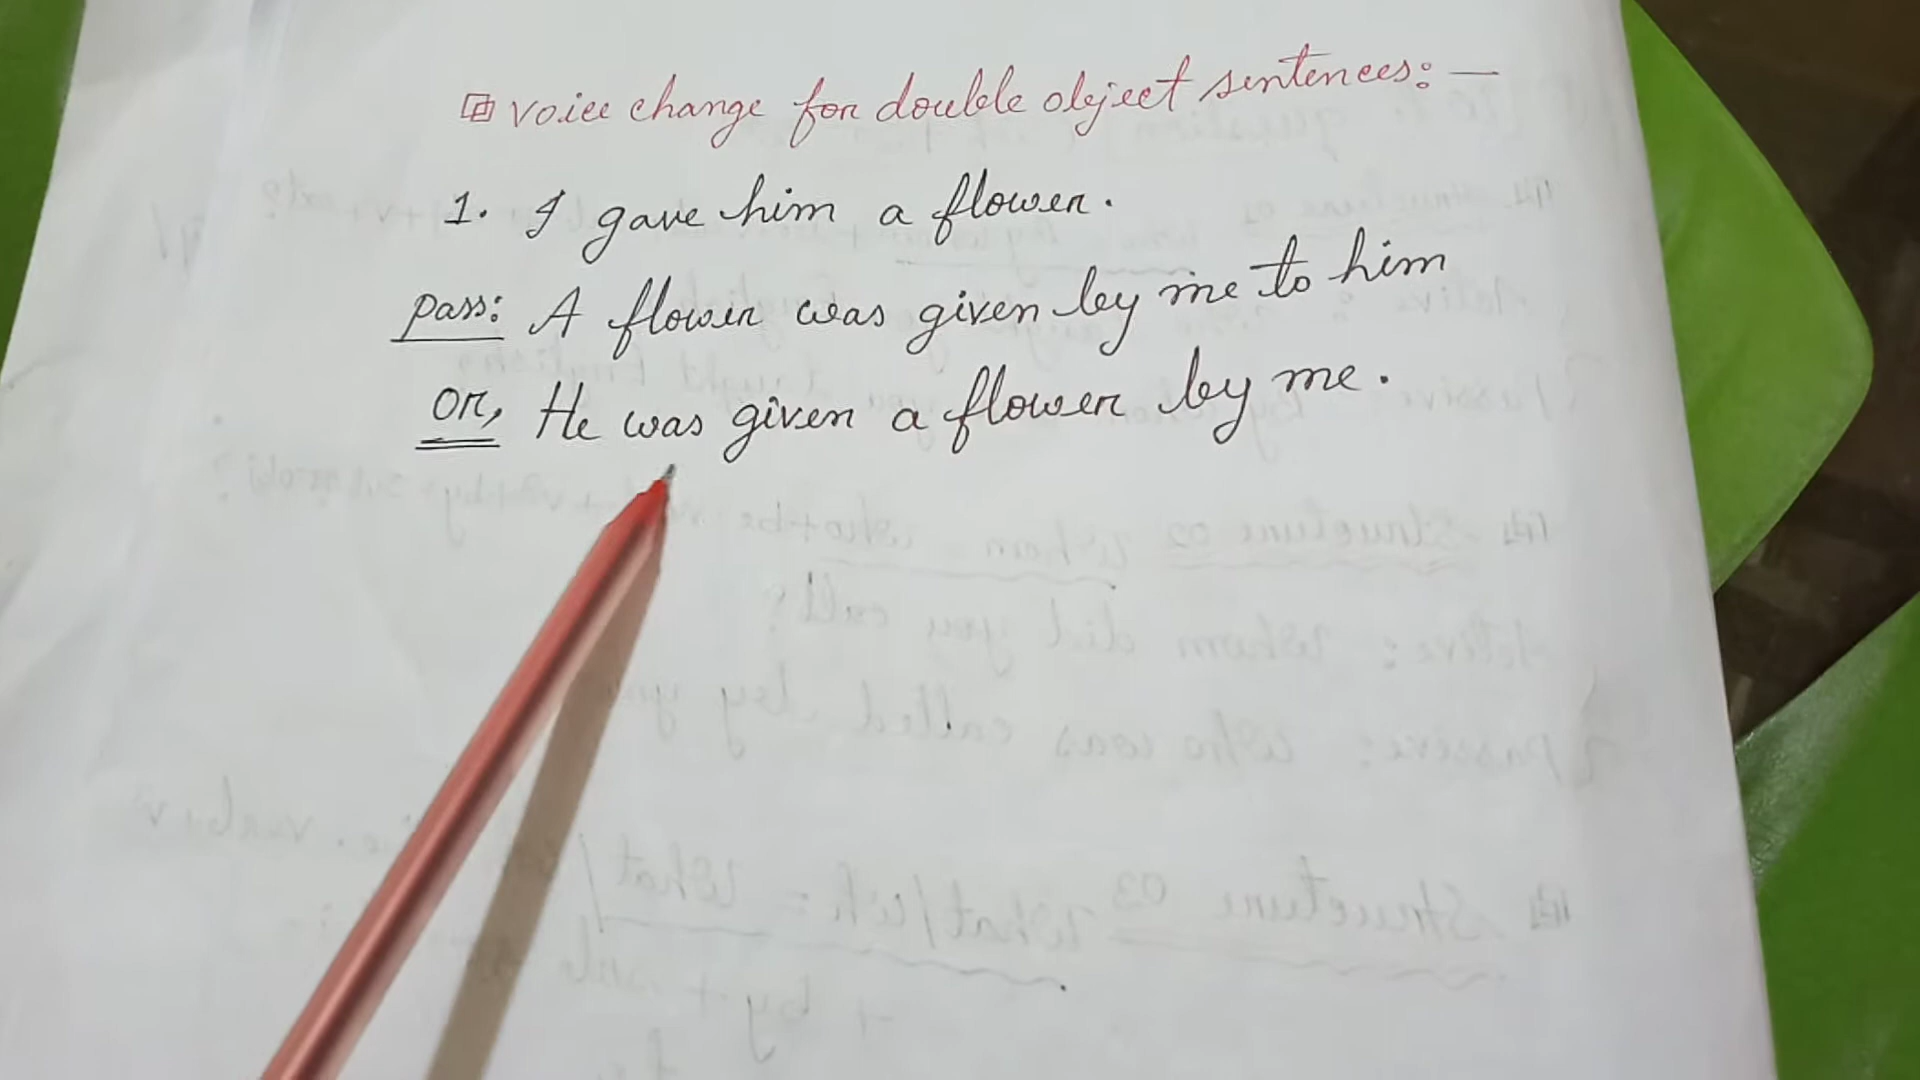 voice change for double object sentences:—
1. I gave him a flower.
Pass: A flower was given by me to him
or, He was given a flower by me.